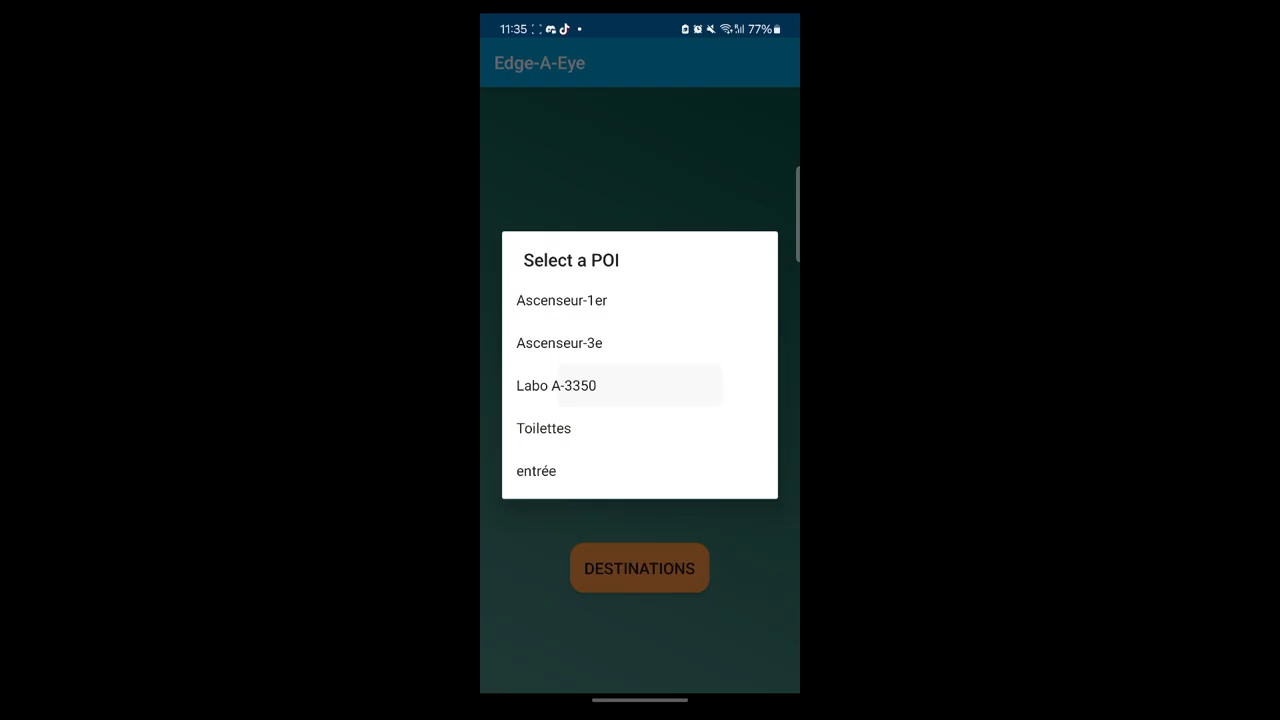 11:35
77%
Edge-A-Eye
Select a POI
Ascenseur-1er
Ascenseur-3e
Labo A-3350
Toilettes
entrée
DESTINATIONS